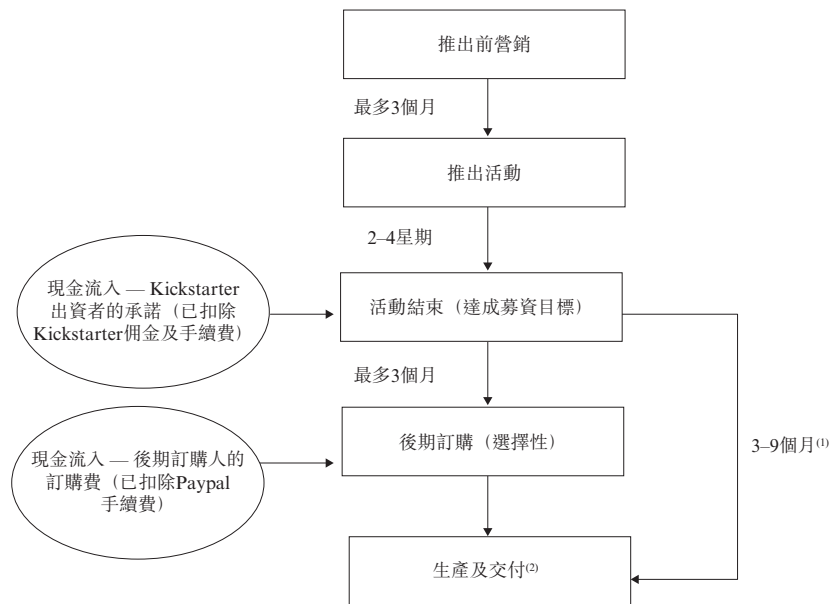 推出前營銷
最多3個月
推出活動
2–4星期
現金流入 — Kickstarter
出資者的承諾（已扣除
Kickstarter佣金及手續費）
活動結束（達成募資目標）
最多3個月
後期訂購（選擇性）
3–9個月(1)
現金流入 — 後期訂購人的
訂購費（已扣除Paypal
手續費）
生產及交付(2)